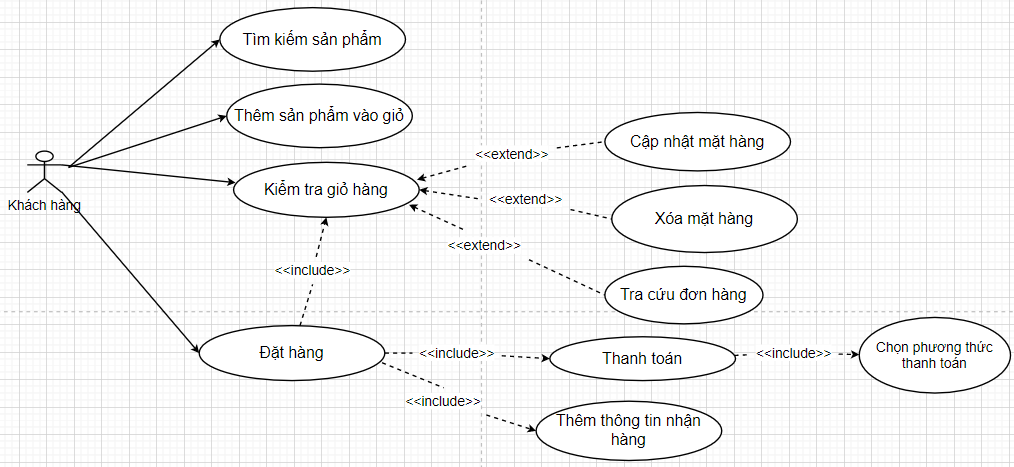 Tìm kiếm sản phẩm
Thêm sản phẩm vào giỏ
Cập nhật mặt hàng
<<extend>>
Kiểm tra giỏ hàng
<<extend>>
Xóa mặt hàng
Khách hàng
<<extend>>
<<include>>
Tra cứu đơn hàng
Đặt hàng
<<include>>
Thanh toán
<<include>>
Chọn phương thức
thanh toán
<<include>>
Thêm thông tin nhận
hàng